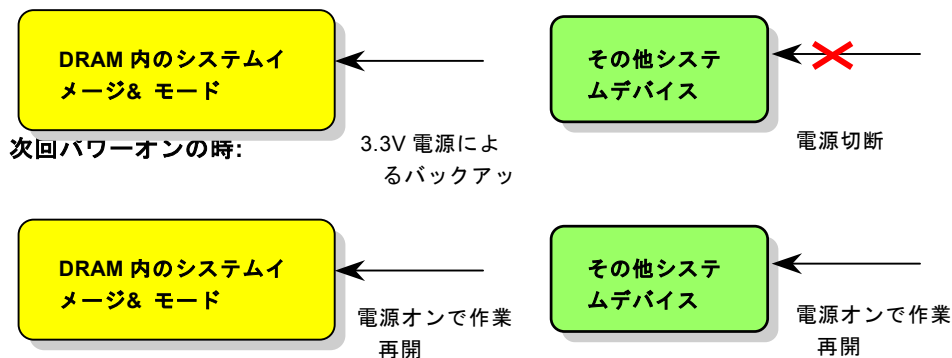 DRAM 内のシステムイ
メージ& モード
その他システ
ムデバイス
次回パワーオンの時:
3.3V 電源によ
るバックアッ
電源切断
DRAM 内のシステムイ
メージ& モード
その他システ
ムデバイス
電源オンで作業
再開
電源オンで作業
再開